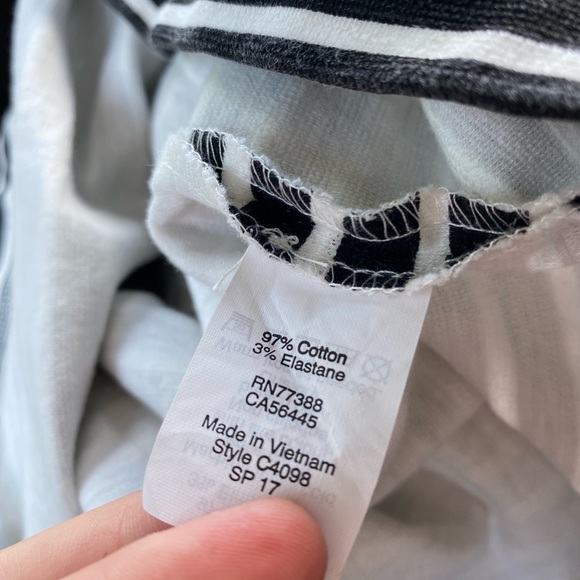 97% Cotton
3% Elastane
RN77388
CA56445
Made in Vietnam
Style C4098
SP 17